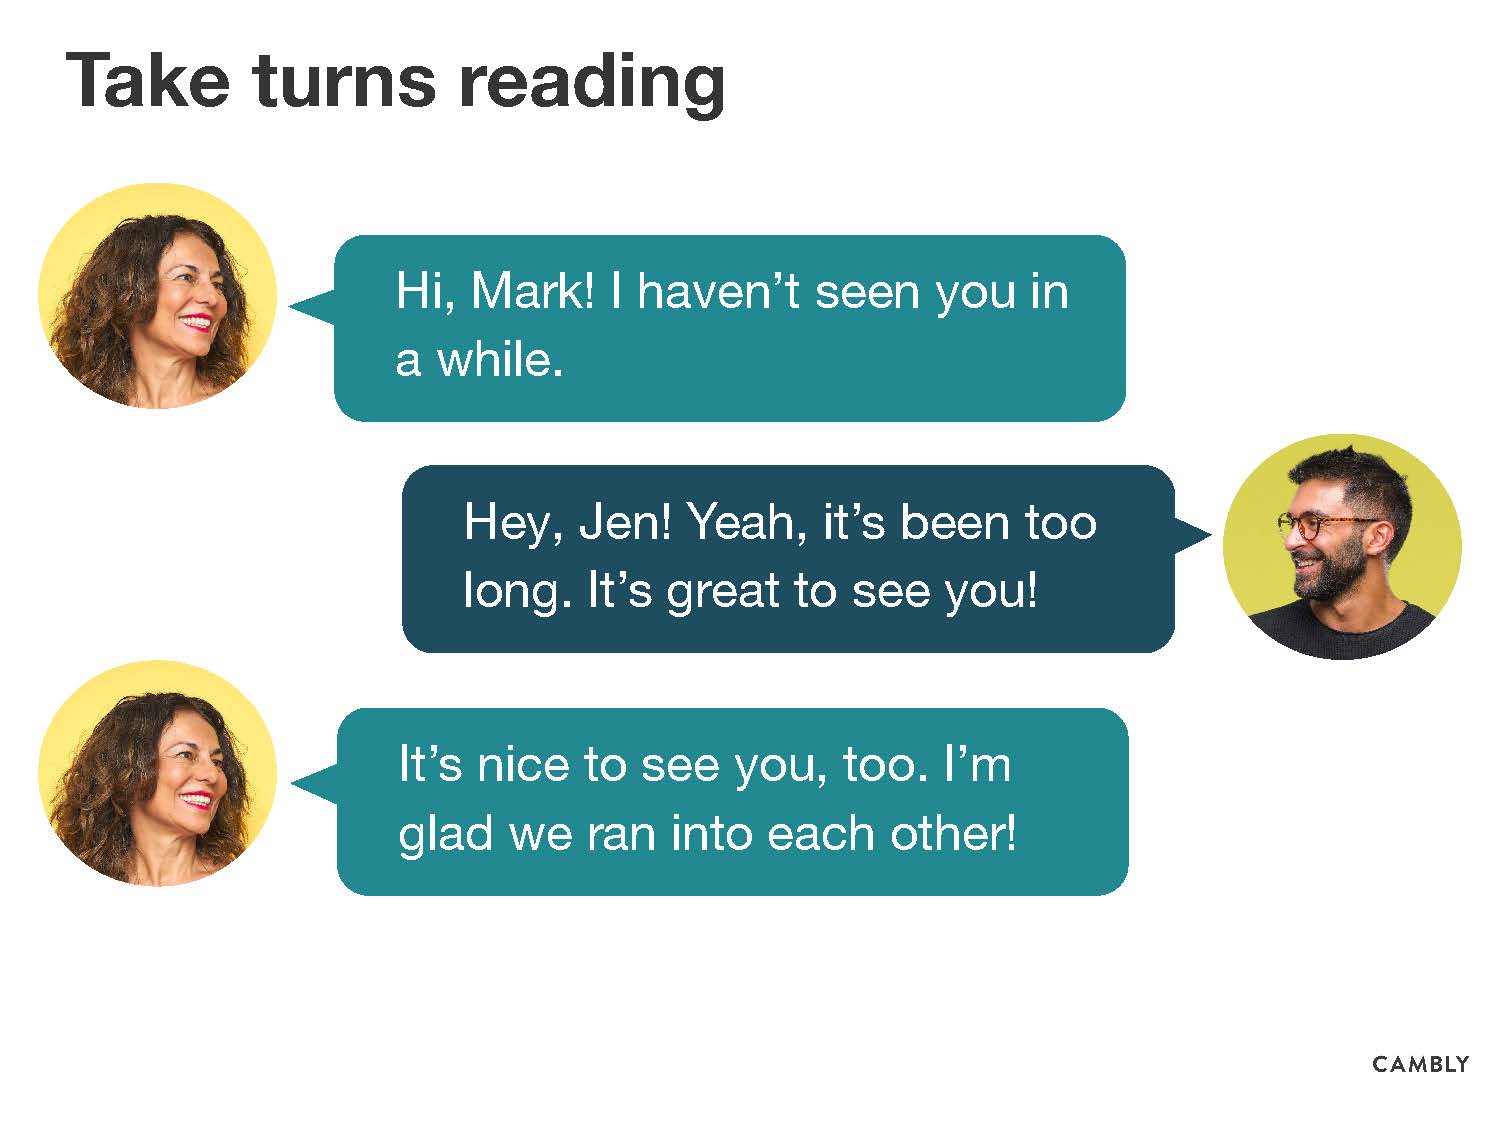 Take turns reading
Hi, Mark! I haven’t seen you in
a while.
Hey, Jen! Yeah, it’s been too
long. It’s great to see you!
It’s nice to see you, too. I’m
glad we ran into each other!
CAMBLY